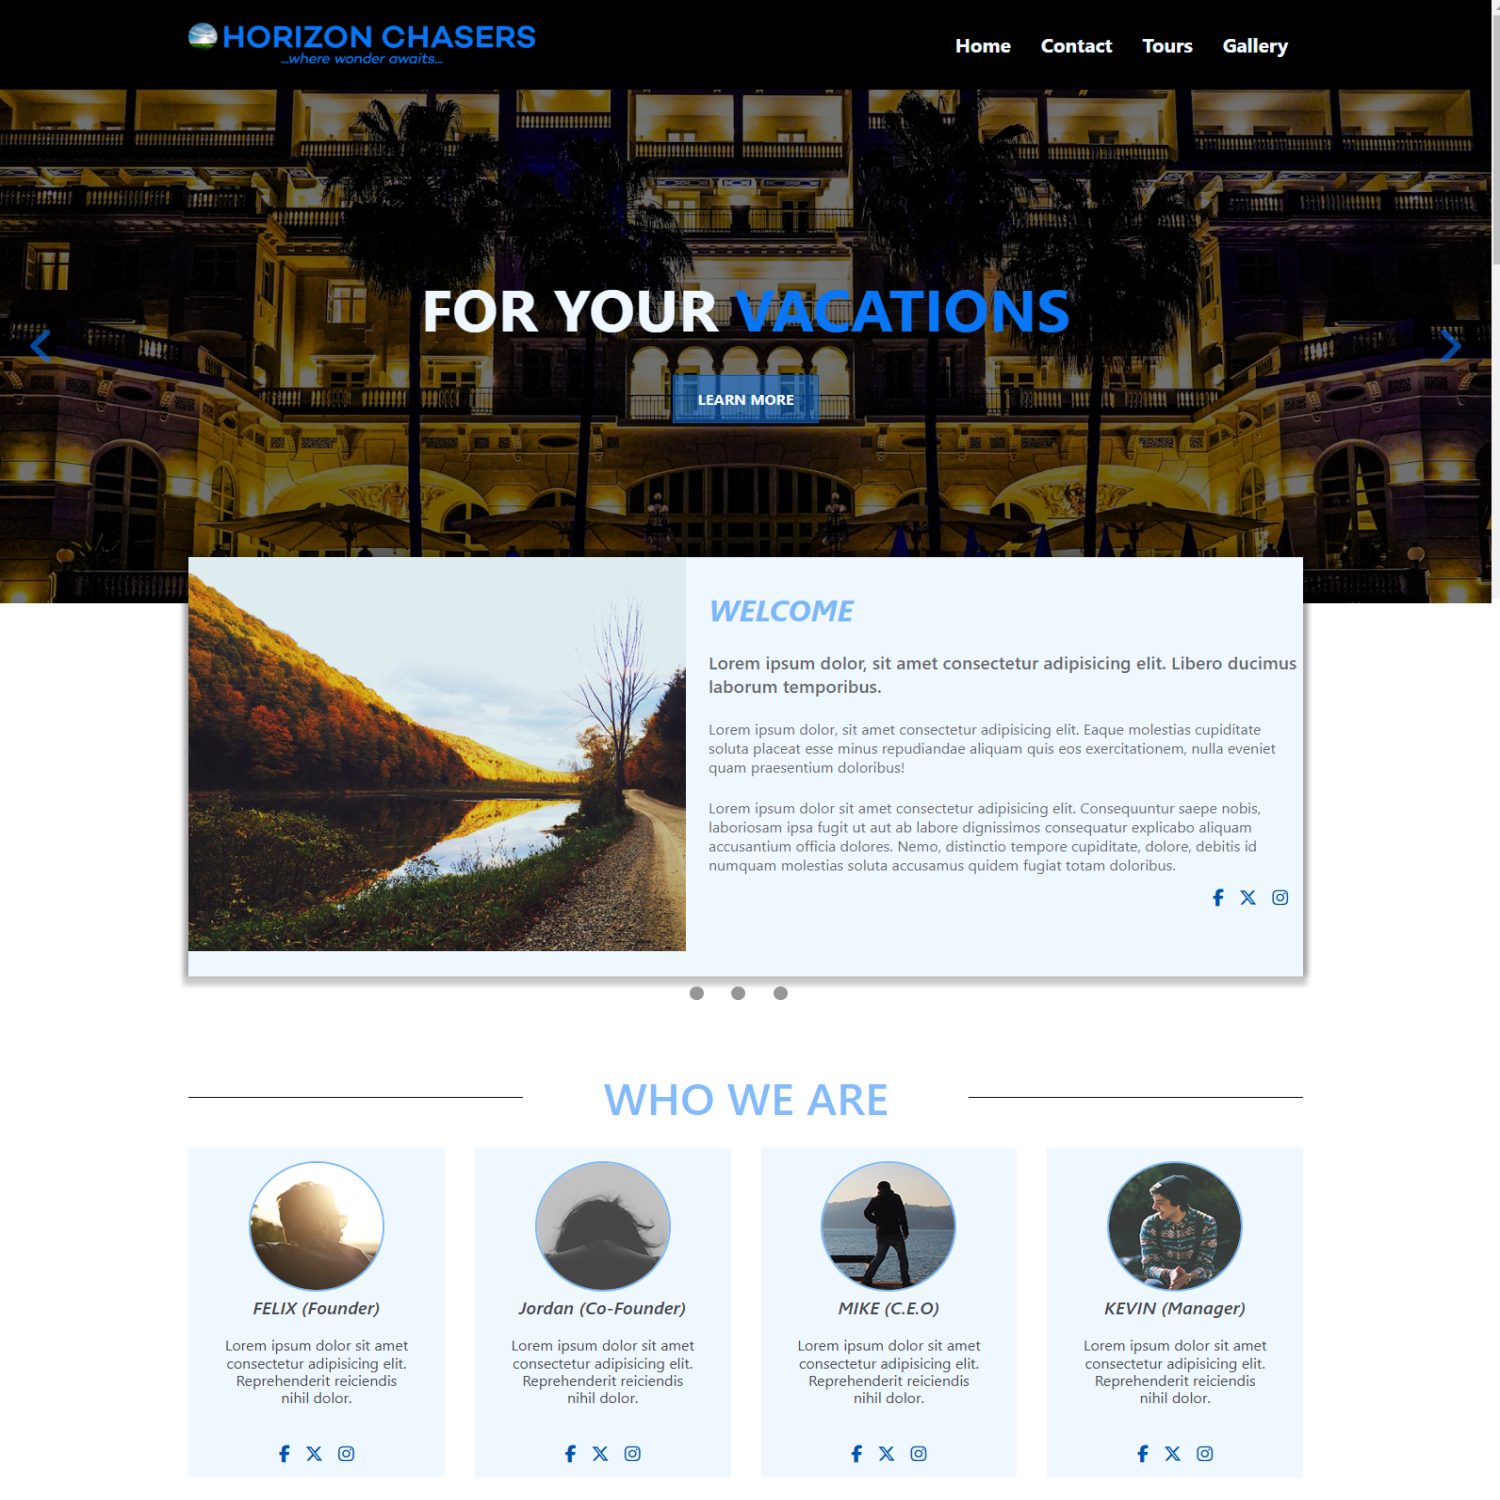 HORIZON CHASERS
...where wonder awaits...
Home Contact Tours Gallery
FOR YOUR VACATIONS
LEARN MORE
WELCOME
Lorem ipsum dolor, sit amet consectetur adipisicing elit. Libero ducimus
laborum temporibus.
Lorem ipsum dolor, sit amet consectetur adipisicing elit. Eaque molestias cupiditate
soluta placeat esse minus repudiandae aliquam quis eos exercitationem, nulla eveniet
quam praesentium doloribus!
Lorem ipsum dolor sit amet consectetur adipisicing elit. Consequuntur saepe nobis,
laboriosam ipsa fugit ut aut ab labore dignissimos consequatur explicabo aliquam
accusantium officia dolores. Nemo, distinctio tempore cupiditate, dolore, debitis id
numquam molestias soluta accusamus quidem fugiat totam doloribus.
WHO WE ARE
FELIX (Founder)
Lorem ipsum dolor sit amet
consectetur adipisicing elit.
Reprehenderit reiciendis
nihil dolor.
Jordan (Co-Founder)
Lorem ipsum dolor sit amet
consectetur adipisicing elit.
Reprehenderit reiciendis
nihil dolor.
MIKE (C.E.O)
Lorem ipsum dolor sit amet
consectetur adipisicing elit.
Reprehenderit reiciendis
nihil dolor.
KEVIN (Manager)
Lorem ipsum dolor sit amet
consectetur adipisicing elit.
Reprehenderit reiciendis
nihil dolor.